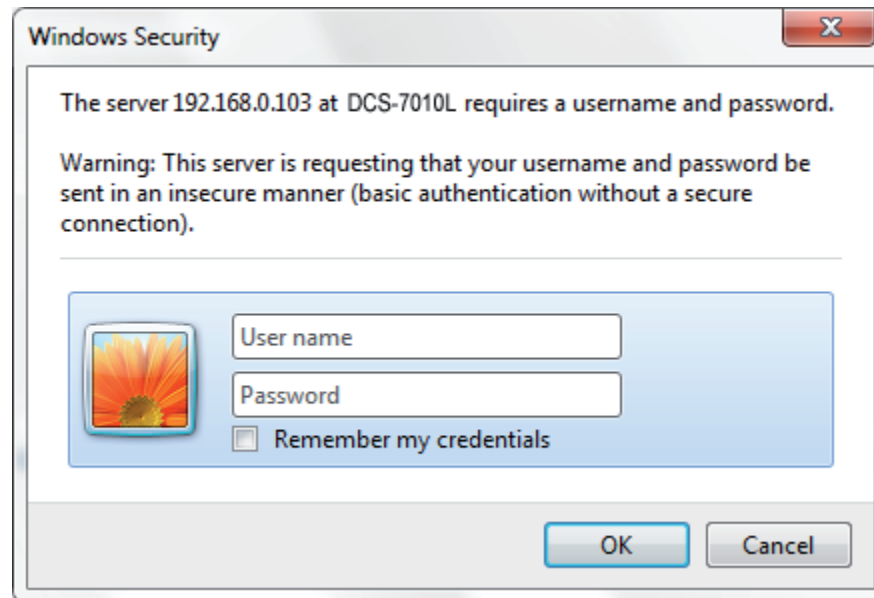 Windows Security
The server 192.168.0.103 at DCS-7010L requires a username and password.
Warning: This server is requesting that your username and password be
sent in an insecure manner (basic authentication without a secure
connection).
User name
Password
Remember my credentials
OK
Cancel